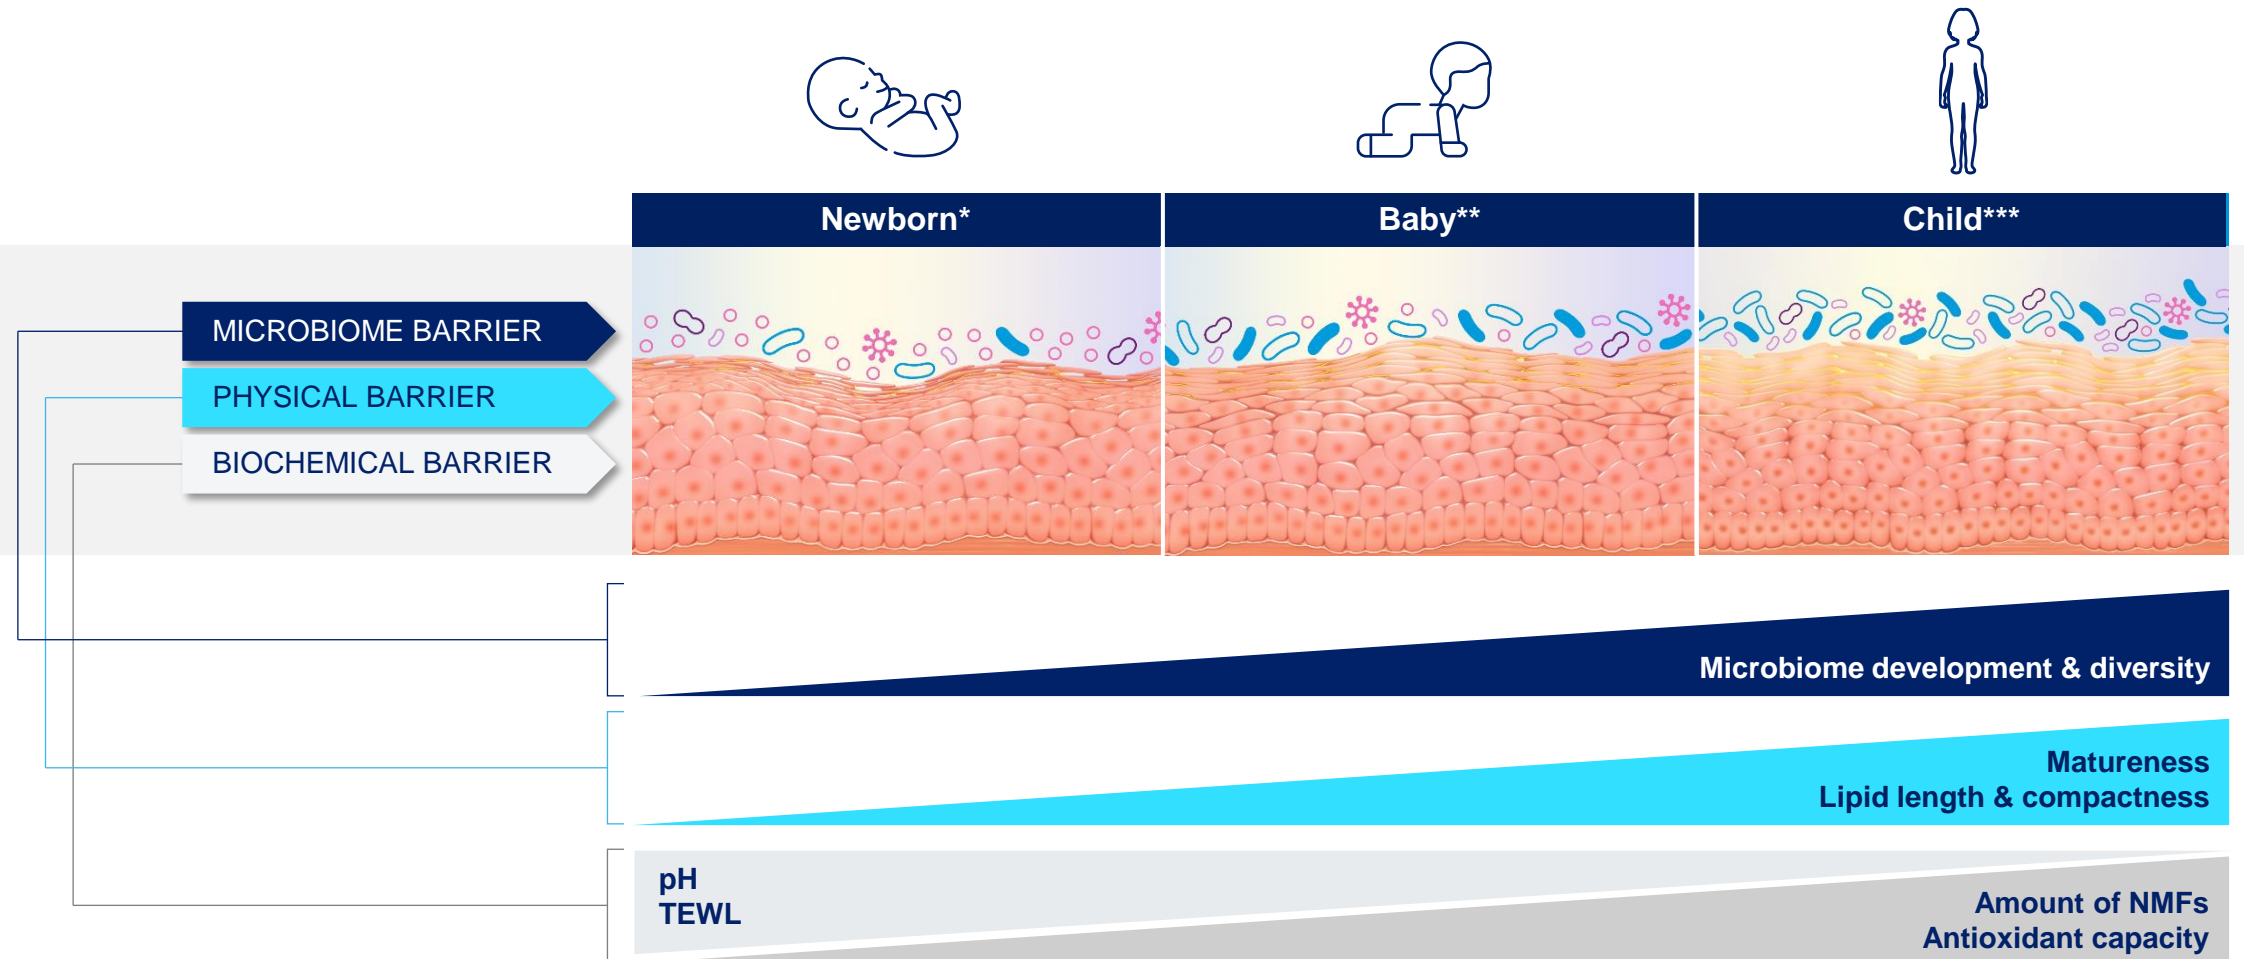 Newborn*
Baby**
Child***
MICROBIOME BARRIER
PHYSICAL BARRIER
BIOCHEMICAL BARRIER
Microbiome development & diversity
Matureness
Lipid length & compactness
pH
TEWL
Amount of NMFs
Antioxidant capacity